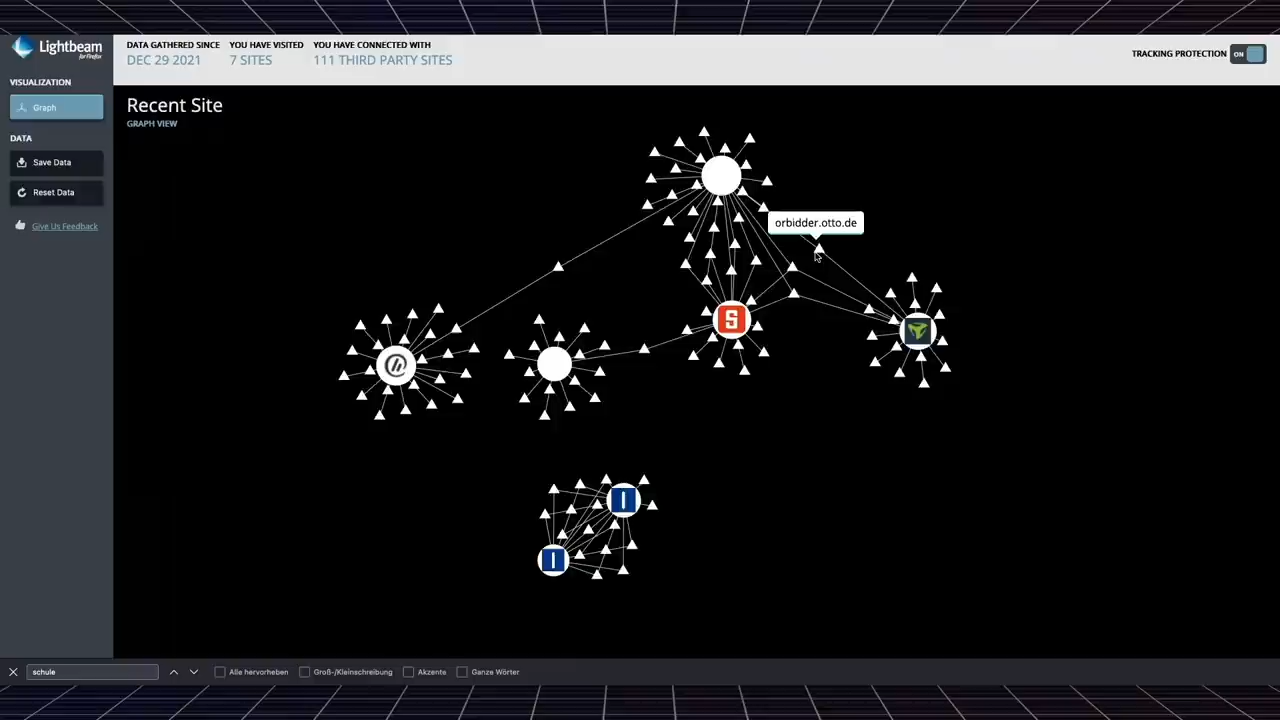 Lightbeam
for Firefox
DATA GATHERED SINCE
DEC 29 2021
YOU HAVE VISITED
7 SITES
YOU HAVE CONNECTED WITH
111 THIRD PARTY SITES
TRACKING PROTECTION
ON
VISUALIZATION
Graph
DATA
Save Data
Reset Data
Give Us Feedback
Recent Site
GRAPH VIEW
orbidder.otto.de
S
I
I
schule
Alle hervorheben
Groß-/Kleinschreibung
Akzente
Ganze Wörter